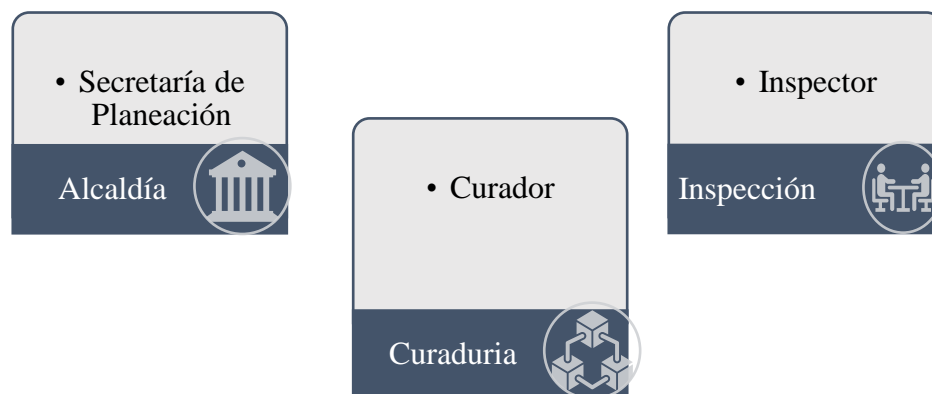 • Secretaría de
Planeación
Alcaldía
• Curador
Curaduria
• Inspector
Inspección